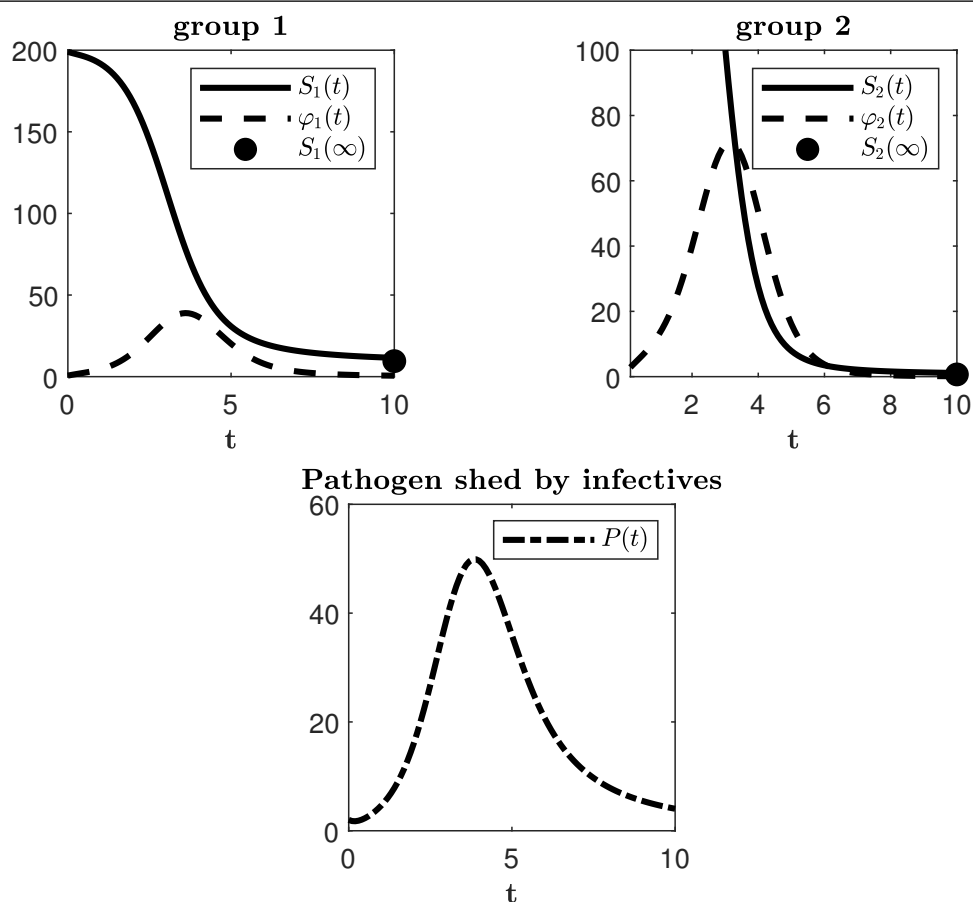 group 1
200
150
100
50
0
0
5
10
t
S₁(t)
φ₁(t)
S₁(∞)
group 2
100
80
60
40
20
0
2
4
6
8
10
t
S₂(t)
φ₂(t)
S₂(∞)
Pathogen shed by infectives
60
40
20
0
0
5
10
t
P(t)